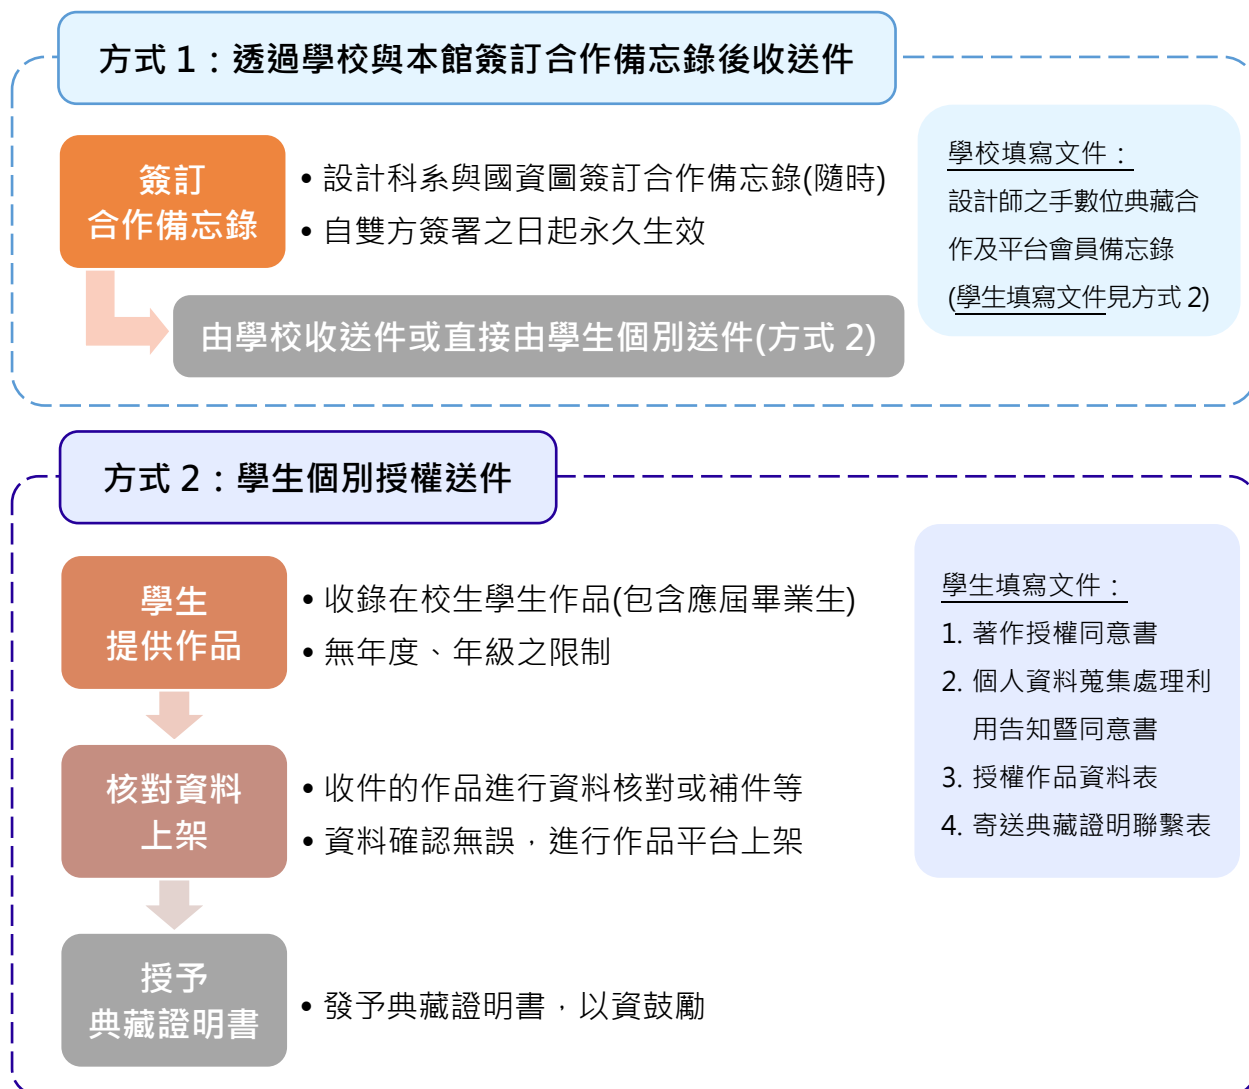 方式 1：透過學校與本館簽訂合作備忘錄後收送件
簽訂
合作備忘錄
• 設計科系與國資圖簽訂合作備忘錄(隨時)
• 自雙方簽署之日起永久生效
由學校收送件或直接由學生個別送件(方式 2)
學校填寫文件：
設計師之手數位典藏合
作及平台會員備忘錄
(學生填寫文件見方式 2)
方式 2：學生個別授權送件
學生
提供作品
• 收錄在校生學生作品(包含應屆畢業生)
• 無年度、年級之限制
核對資料
上架
• 收件的作品進行資料核對或補件等
• 資料確認無誤，進行作品平台上架
授予
典藏證明書
• 發予典藏證明書，以資鼓勵
學生填寫文件：
1. 著作授權同意書
2. 個人資料蒐集處理利
用告知暨同意書
3. 授權作品資料表
4. 寄送典藏證明聯繫表